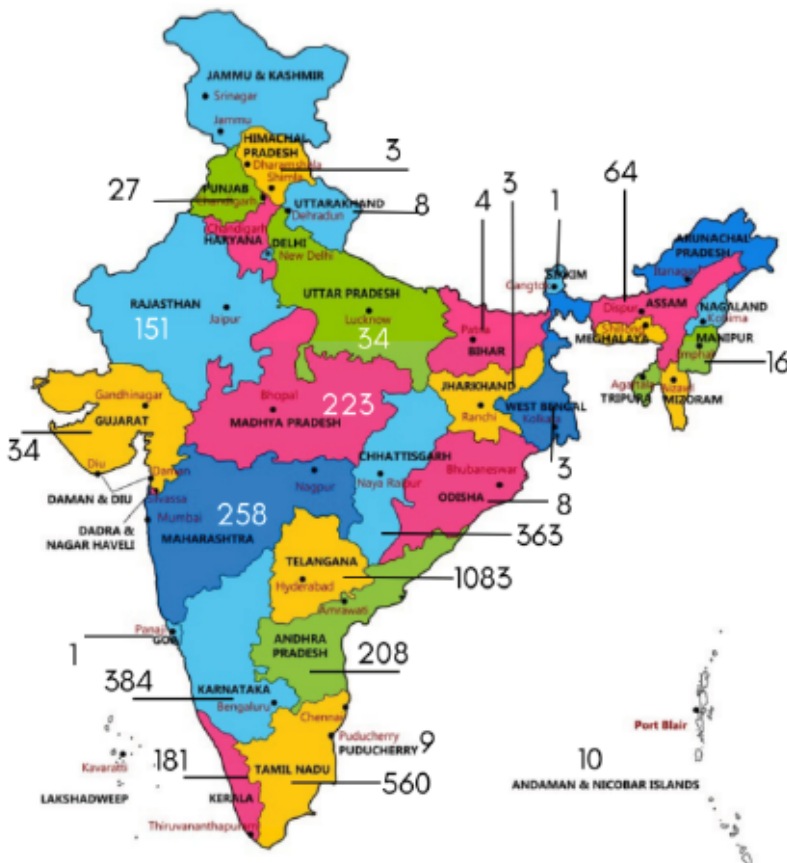 JAMMU & KASHMIR
Srinagar
Jammu
HIMACHAL
PRADESH
Dharamshala
Shimla
3
27
PUNJAB
Chandigarh
UTTARAKHAND
Dehradun
8
Chandigarh
HARYANA
DELHI
New Delhi
4
3
1
64
ARUNACHAL
PRADESH
Itanagar
SIKKIM
Gangtok
RAJASTHAN
151
Jaipur
UTTAR PRADESH
Lucknow
34
Patna
BIHAR
Dispur
ASSAM
Shillong
MEGHALAYA
NAGALAND
Kohima
MANIPUR
Imphal
16
Agartala
TRIPURA
Aizawl
MIZORAM
Gandhinagar
GUJARAT
34
Bhopal
223
MADHYA PRADESH
JHARKHAND
Ranchi
WEST BENGAL
Kolkata
3
Diu
Daman
DAMAN & DIU
Silvassa
DADRA &
NAGAR HAVELI
Mumbai
258
MAHARASHTRA
Nagpur
CHHATTISGARH
Naya Raipur
Bhubaneswar
ODISHA
8
363
TELANGANA
Hyderabad
1083
Amrawati
Panaji
GOA
1
ANDHRA
PRADESH
208
384
KARNATAKA
Bengaluru
Chennai
Puducherry
PUDUCHERRY 9
Kavaratti
LAKSHADWEEP
181
KERALA
TAMIL NADU
560
Thiruvananthapuram
Port Blair
10
ANDAMAN & NICOBAR ISLANDS